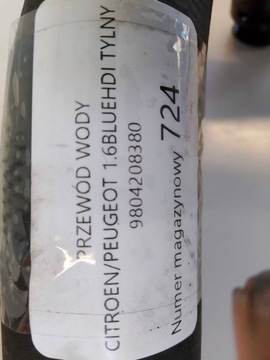 PRZEWÓD WODY
CITROEN/PEUGEOT 1.6BLUEHDI TYLNY
9804208380
Numer magazynowy 724